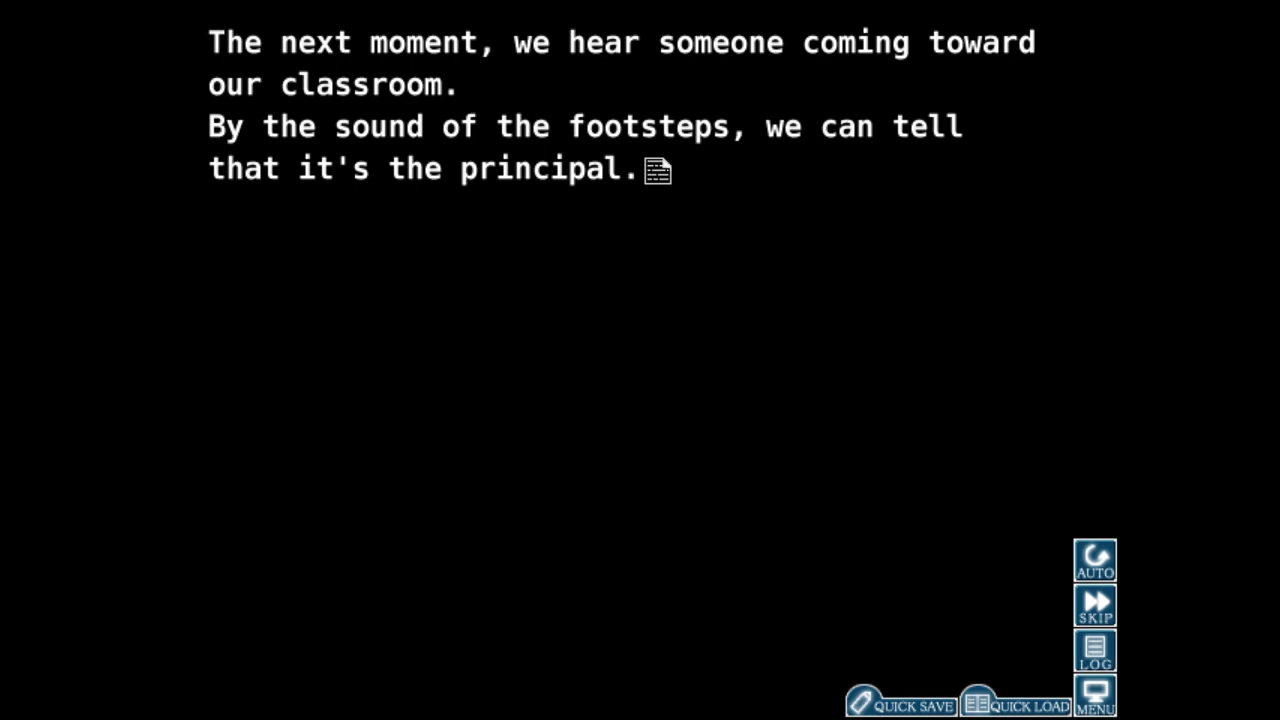 The next moment, we hear someone coming toward
our classroom.
By the sound of the footsteps, we can tell
that it's the principal.
AUTO
SKIP
LOG
QUICK SAVE
QUICK LOAD
MENU